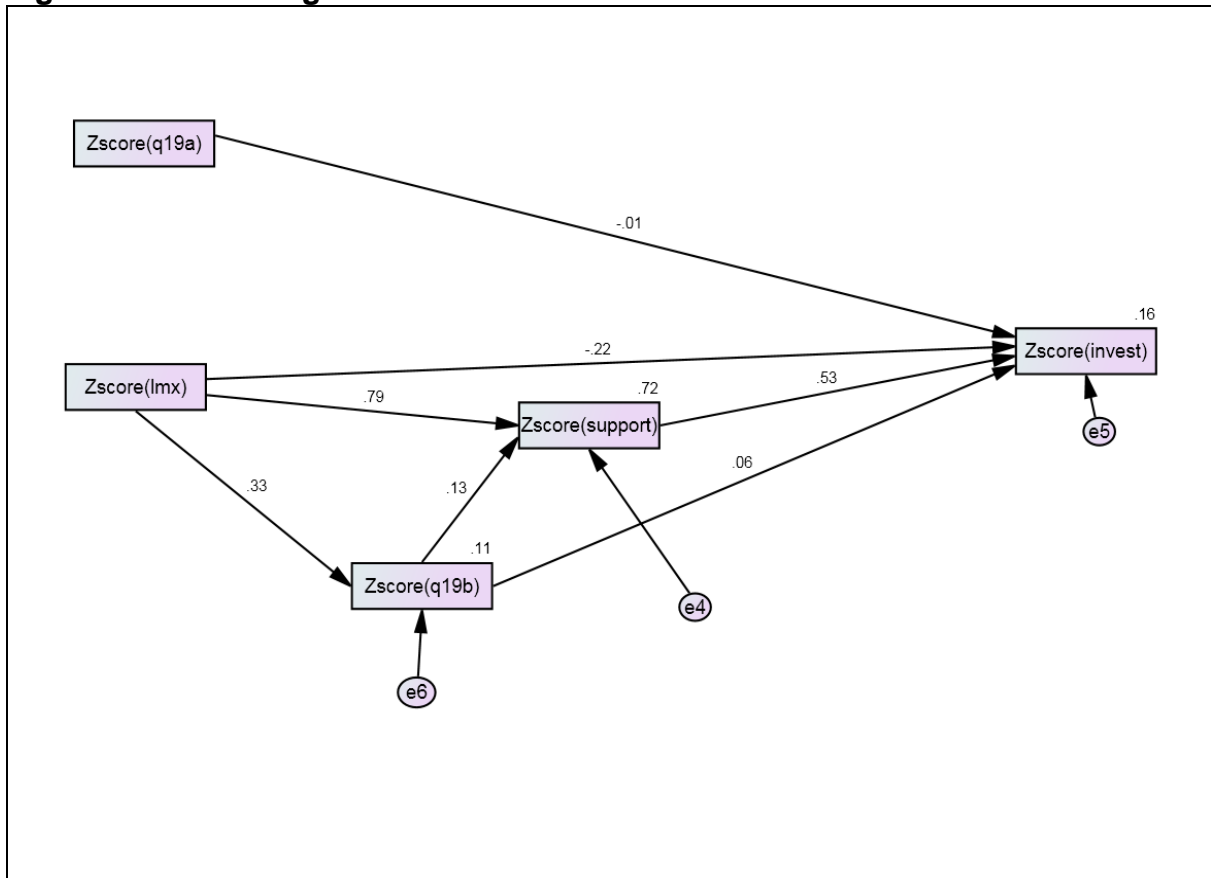 Zscore(q19a)
-.01
.16
Zscore(invest)
-.22
Zscore(lmx)
.79
.72
.53
Zscore(support)
e5
.06
.33
.13
.11
Zscore(q19b)
e4
e6